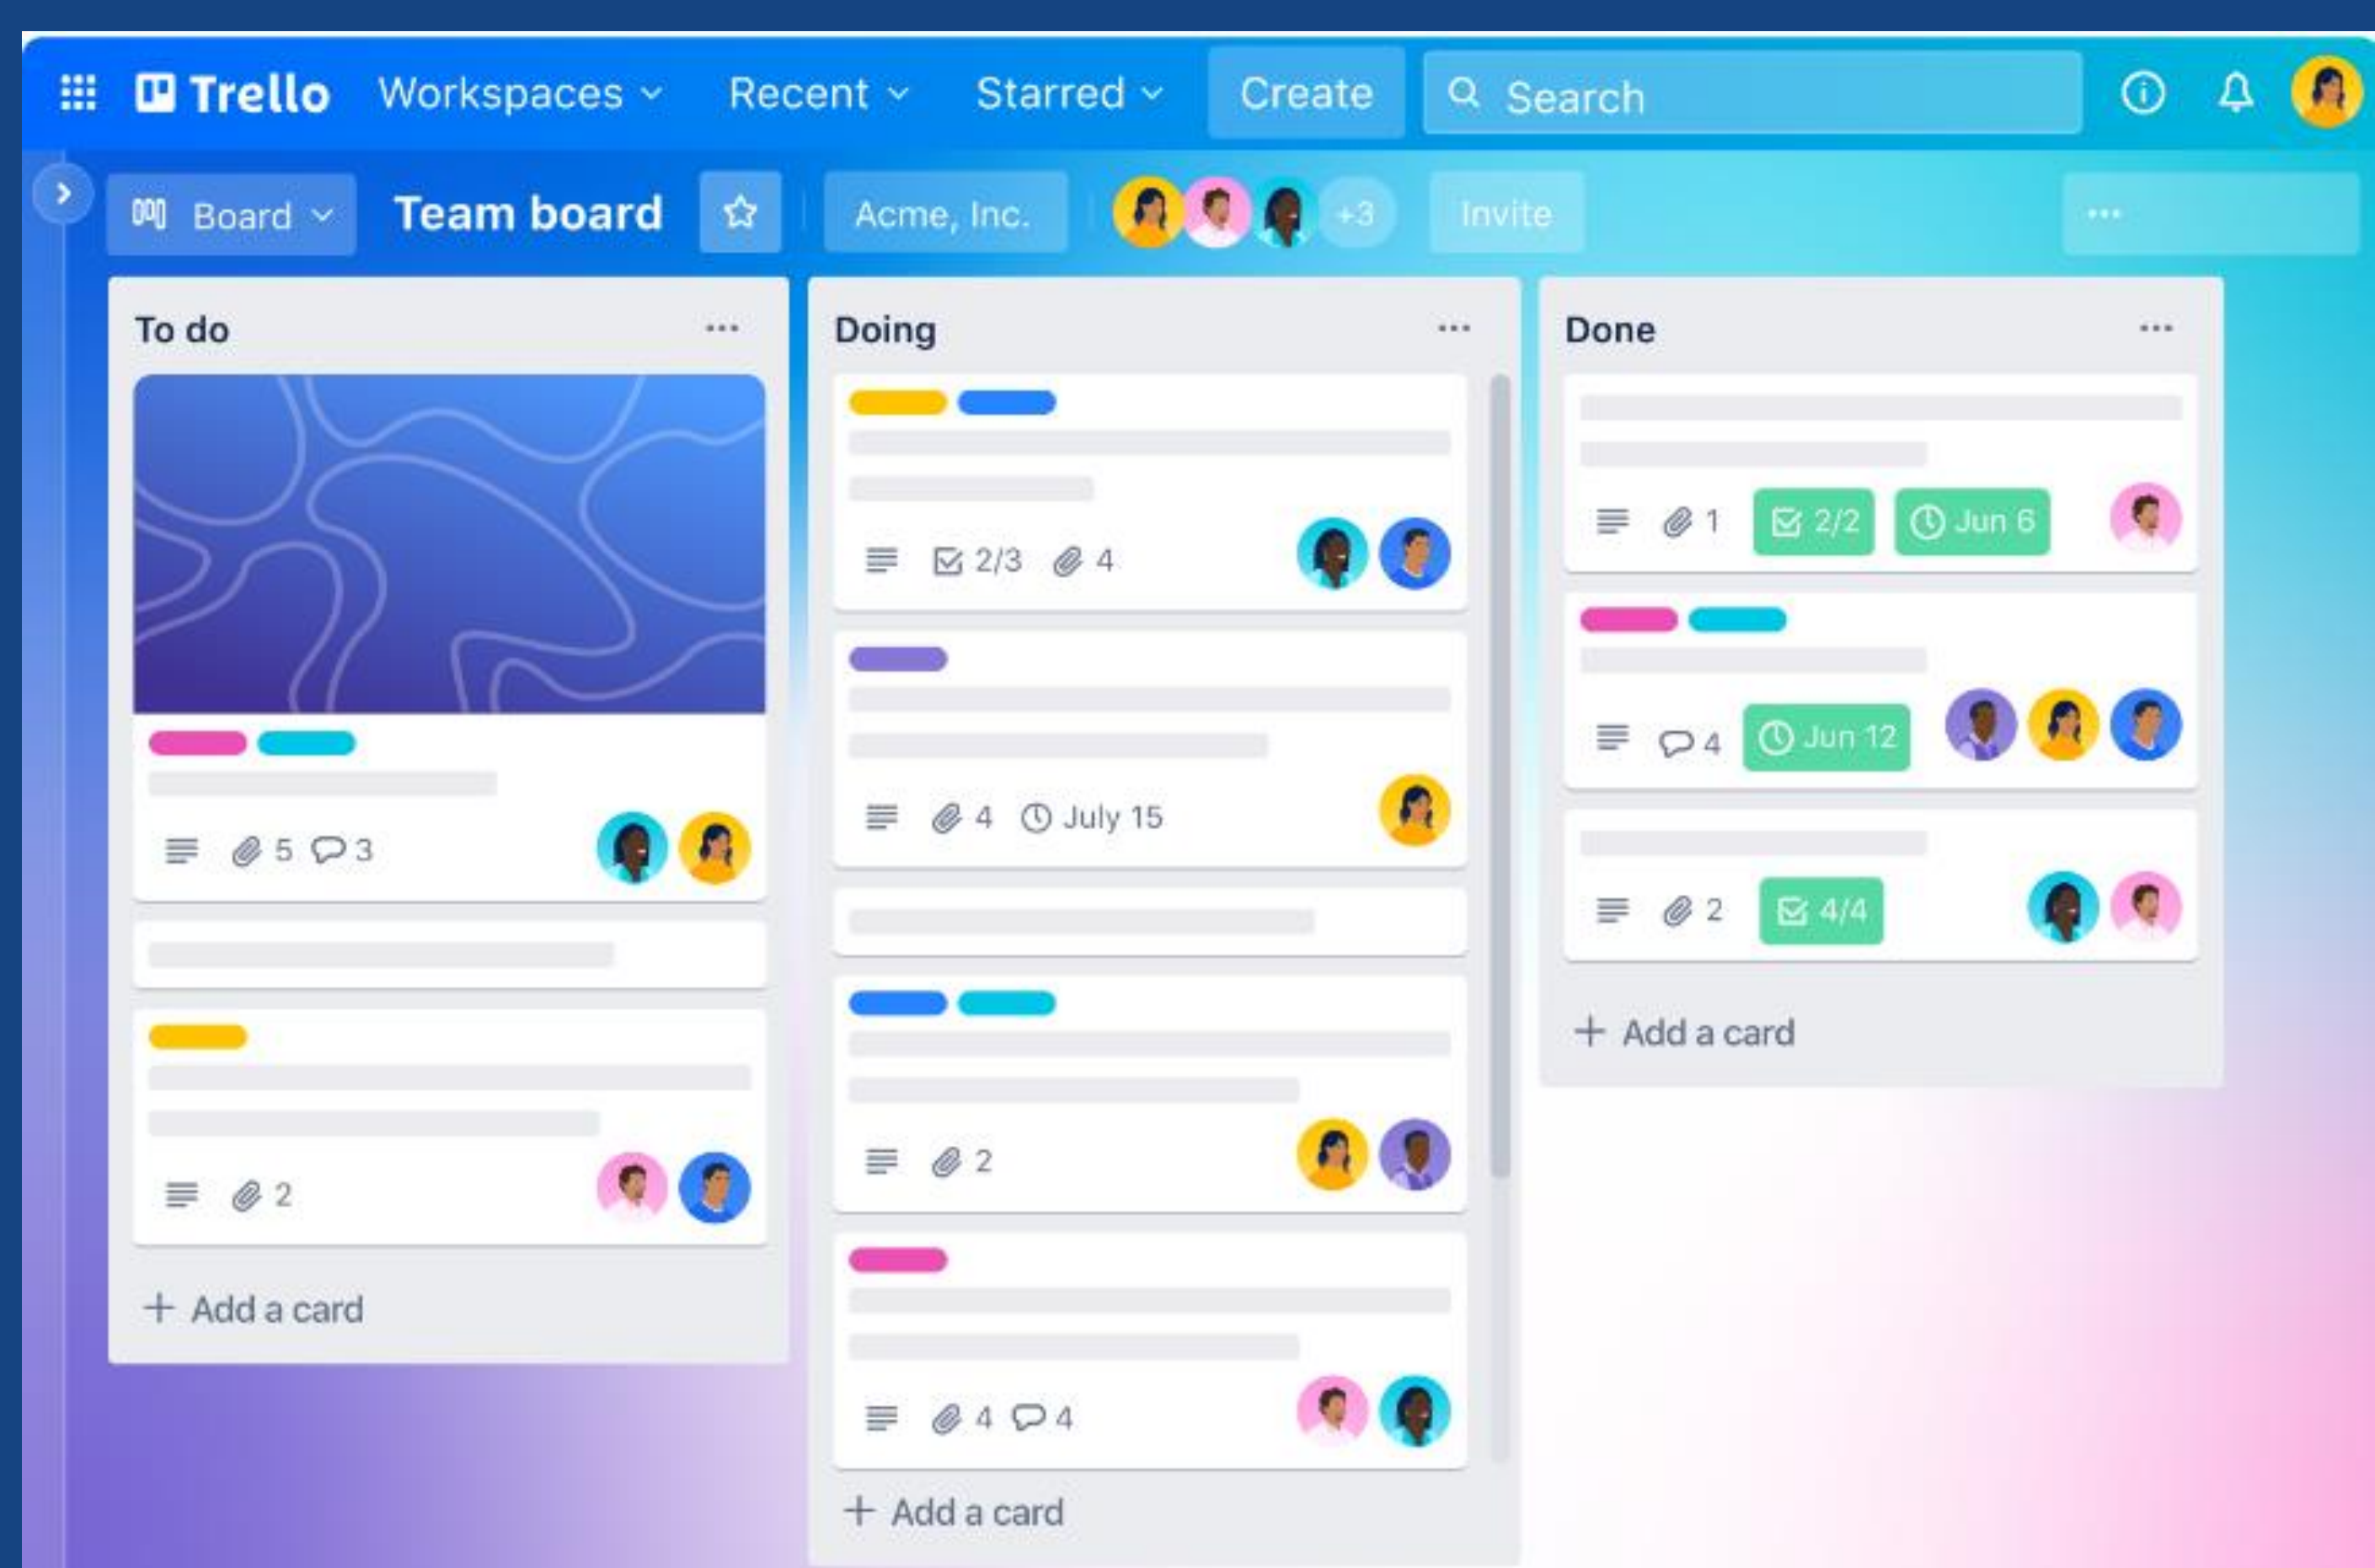 Trello Workspaces Recent Starred Create Search
Board Team board Acme, Inc. +3 Invite
To do
5 3
2
+ Add a card
Doing
2/3 4
4 July 15
2
4 4
+ Add a card
Done
1 2/2 Jun 6
4 Jun 12
2 4/4
+ Add a card